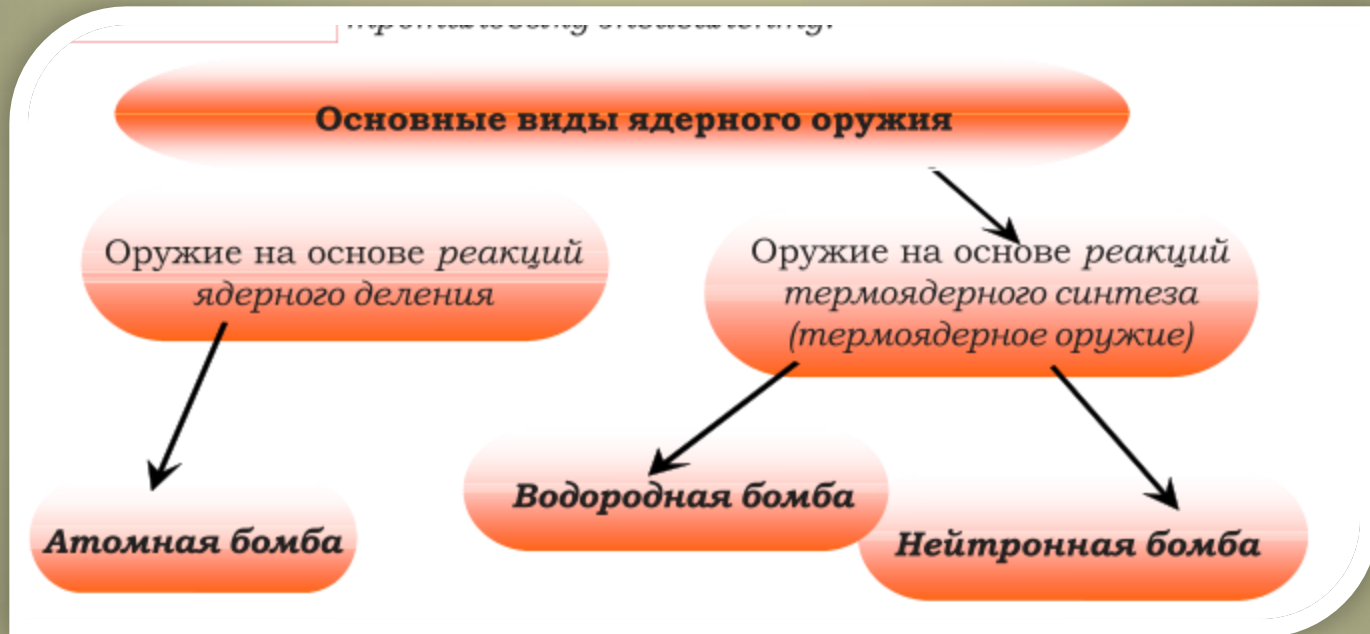 Основные виды ядерного оружия
Оружие на основе реакций
ядерного деления
Оружие на основе реакций
термоядерного синтеза
(термоядерное оружие)
Водородная бомба
Атомная бомба
Нейтронная бомба